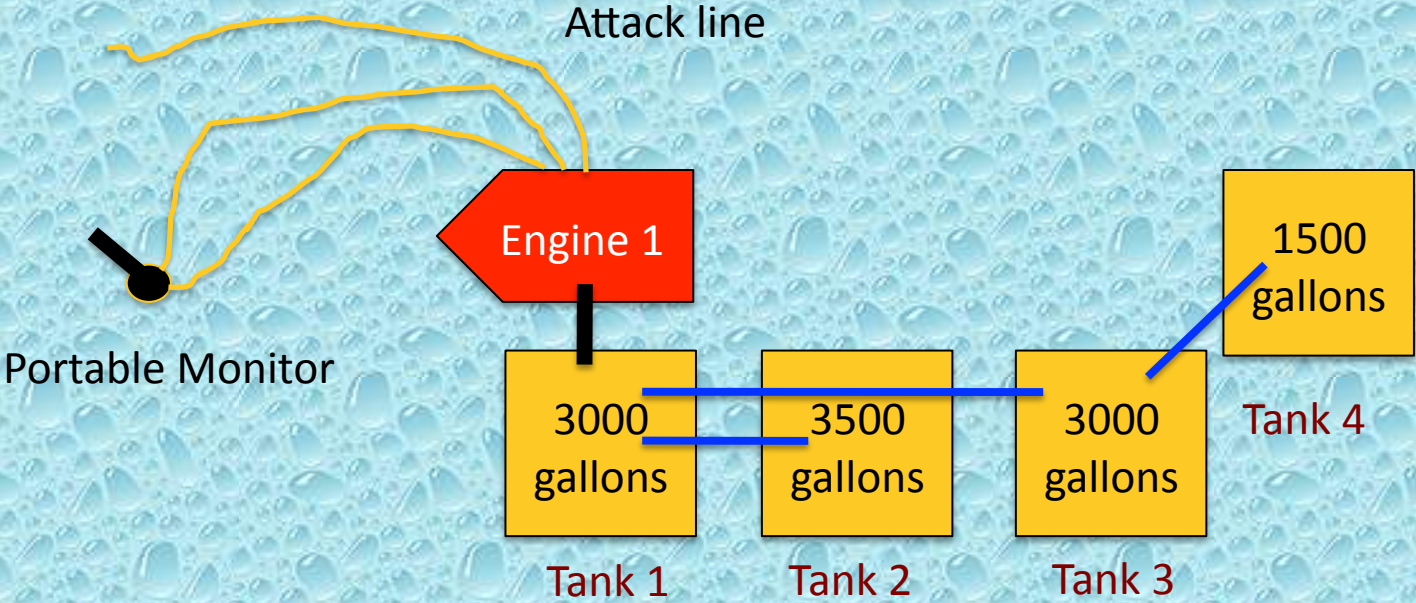 Attack line
Engine 1
1500
gallons
Portable Monitor
3000
gallons
3500
gallons
3000
gallons
Tank 4
Tank 1
Tank 2
Tank 3